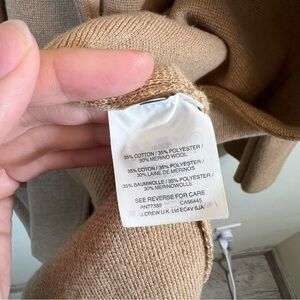 35% COTTON / 35% POLYESTER /
30% MERINO WOOL
35% COTON / 35% POLYESTER /
30% LAINE DE MERINOS
35% BAUMWOLLE / 35% POLYESTER /
30% MERINOWOLLE
SEE REVERSE FOR CARE
RN77388 CA56445
J.CREW U.K. Ltd EC4V 6JA